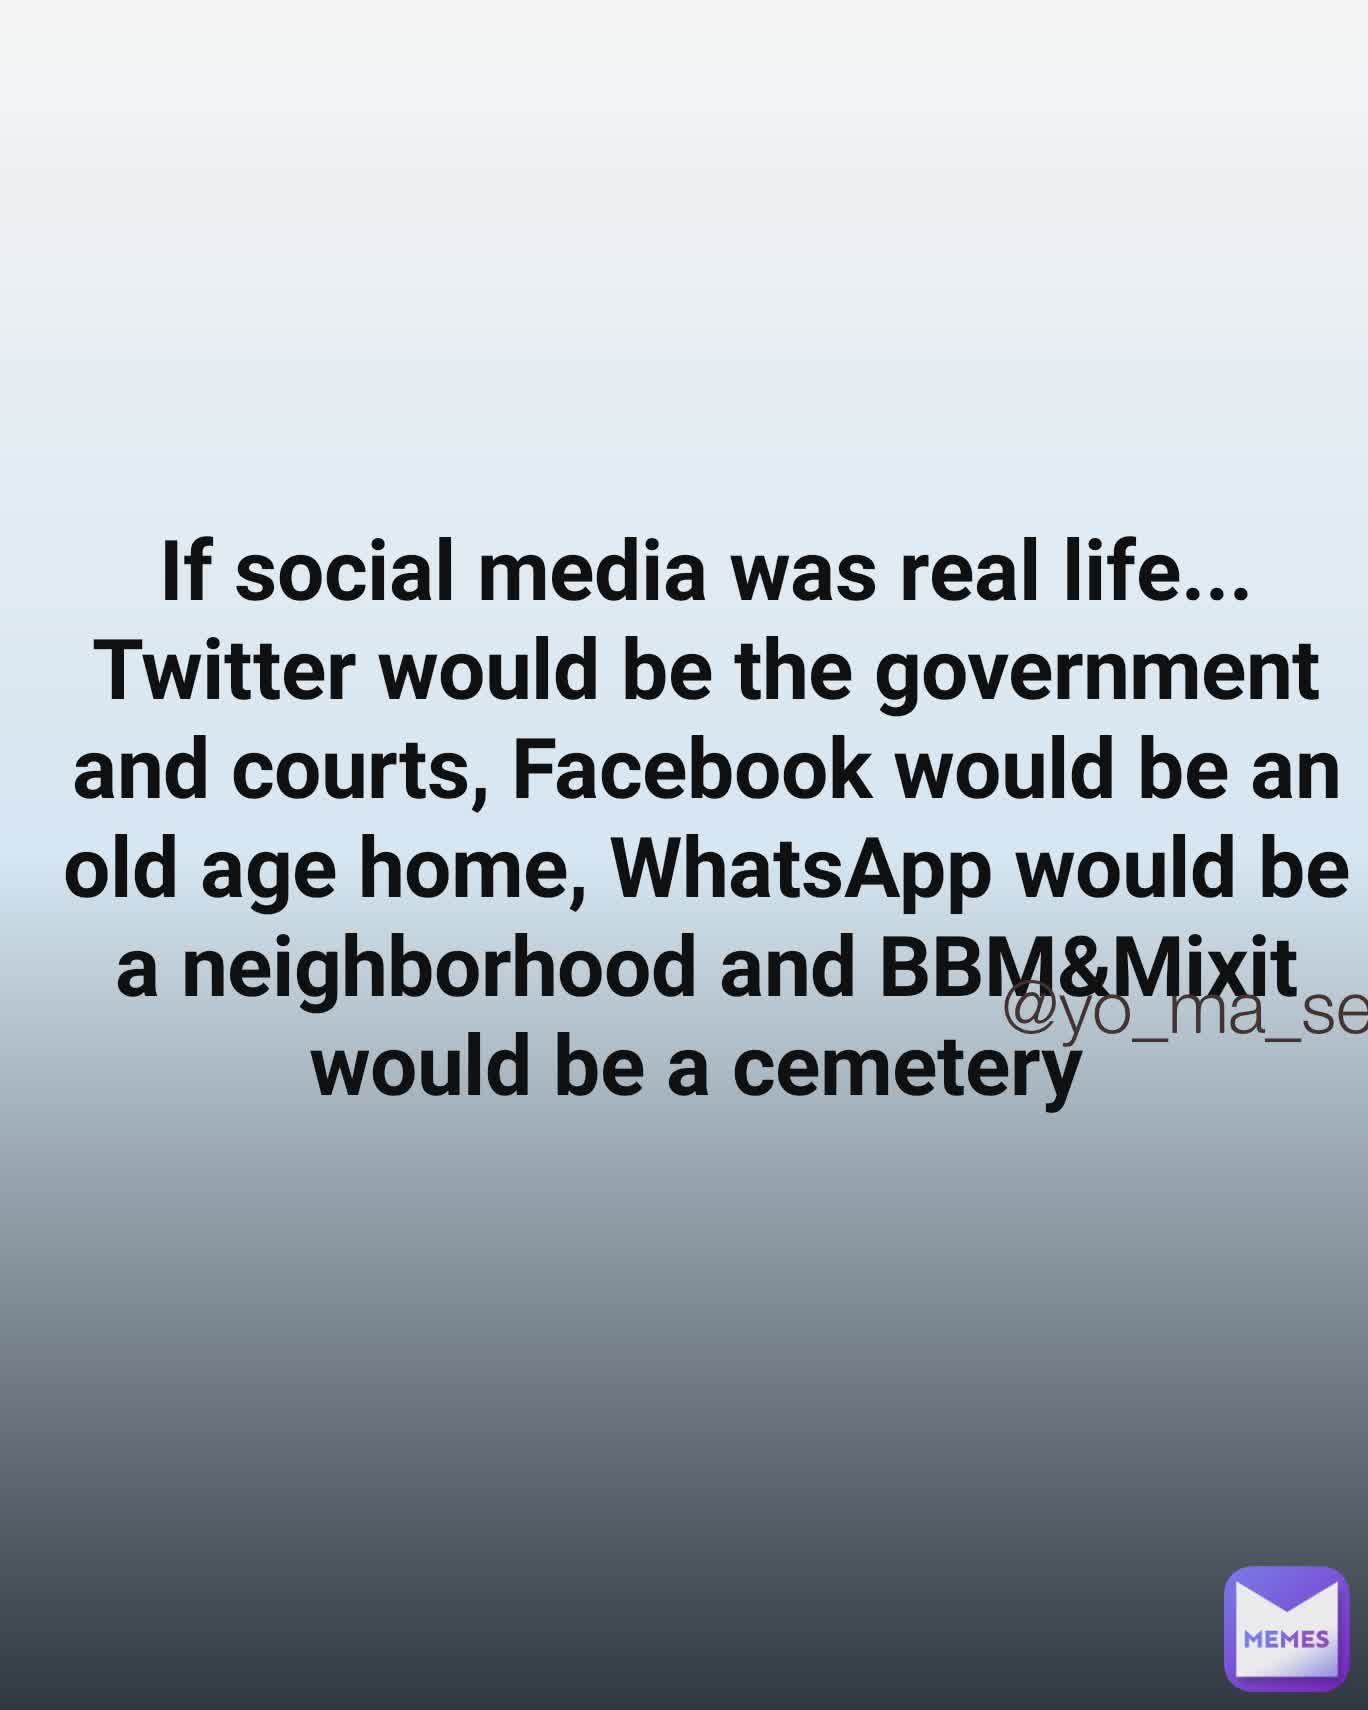 If social media was real life...
Twitter would be the government
and courts, Facebook would be an
old age home, WhatsApp would be
a neighborhood and BBM&Mixit
@yo_ma_se
would be a cemetery
MEMES